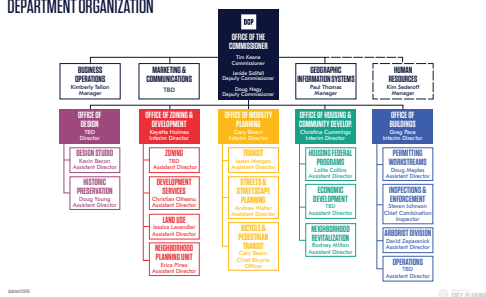 DEPARTMENT ORGANIZATION
DCP
OFFICE OF THE
COMMISSIONER
Tim Keane
Commissioner
Janide Sidifall
Deputy Commissioner
Doug Nagy
Deputy Commissioner
BUSINESS
OPERATIONS
Kimberly Tallon
Manager
MARKETING &
COMMUNICATIONS
TBD
GEOGRAPHIC
INFORMATION SYSTEMS
Paul Thomas
Manager
HUMAN
RESOURCES
Kim Sederoff
Manager
OFFICE OF
DESIGN
TBD
Director
DESIGN STUDIO
Kevin Bacon
Assistant Director
HISTORIC
PRESERVATION
Doug Young
Assistant Director
OFFICE OF ZONING &
DEVELOPMENT
Keyetta Holmes
Interim Director
ZONING
TBD
Assistant Director
DEVELOPMENT
SERVICES
Christian Olteanu
Assistant Director
LAND USE
Jessica Lavandier
Assistant Director
NEIGHBORHOOD
PLANNING UNIT
Erica Pines
Assistant Director
OFFICE OF MOBILITY
PLANNING
Cary Bearn
Interim Director
TRANSIT
Jason Morgan
Assistant Director
STREETS &
STREETSCAPE
PLANNING
Andrew Walter
Assistant Director
BICYCLE &
PEDESTRIAN
TRANSIT
Cary Bearn
Chief Bicycle
Officer
OFFICE OF HOUSING &
COMMUNITY DEVELOP.
Christina Cummings
Interim Director
HOUSING FEDERAL
PROGRAMS
Lolita Collins
Assistant Director
ECONOMIC
DEVELOPMENT
TBD
Assistant Director
NEIGHBORHOOD
REVITALIZATION
Rodney Milton
Assistant Director
OFFICE OF
BUILDINGS
Greg Pace
Interim Director
PERMITTING
WORKSTREAMS
Doug Maples
Assistant Director
INSPECTIONS &
ENFORCEMENT
Steven Johnson
Chief Combination
Inspector
ARBORIST DIVISION
David Zaparanick
Assistant Director
OPERATIONS
TBD
Assistant Director
CITY PLANNING